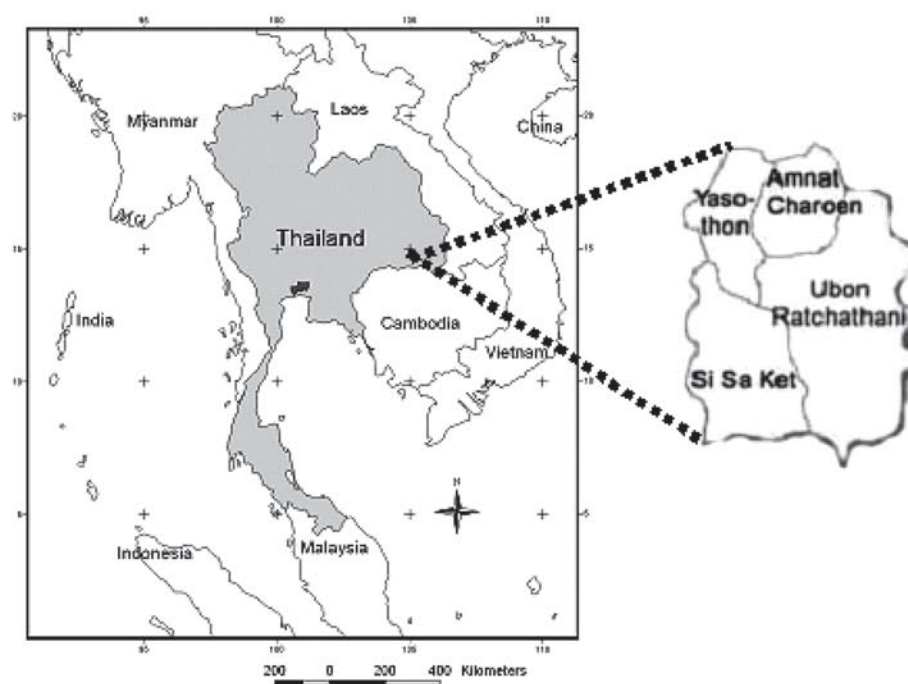 95 100 105 110
20 20
15 15
10 10
5 5
95 100 105 110
Myanmar
Laos
China
Thailand
India
Cambodia
Vietnam
Indonesia
Malaysia
N
200 0 200 400 Kilometers
Yaso-
thon
Amnat
Charoen
Ubon
Ratchathani
Si Sa Ket